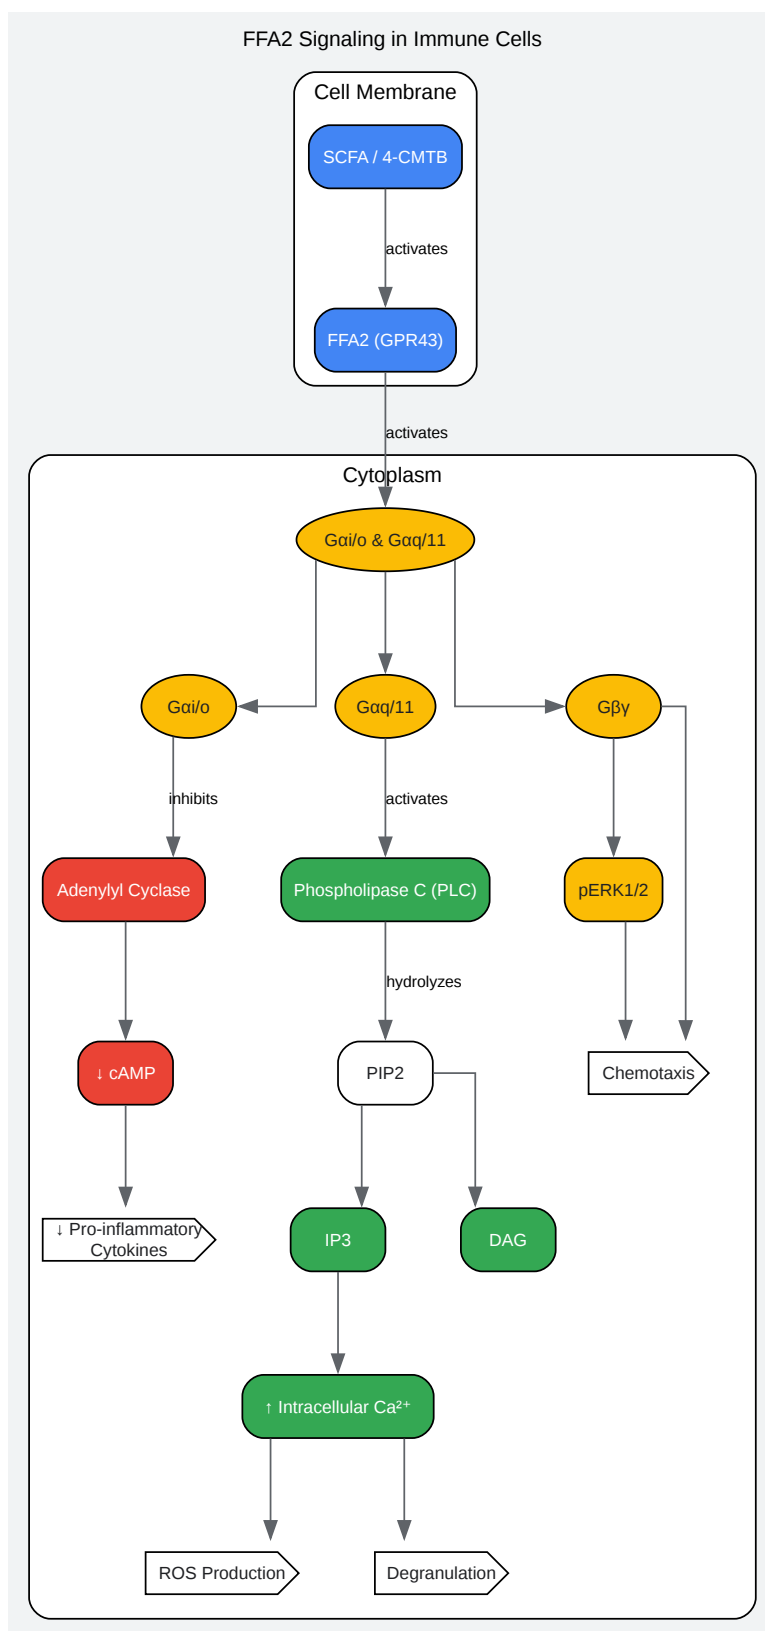 FFA2 Signaling in Immune Cells
Cell Membrane
SCFA / 4-CMTB
activates
FFA2 (GPR43)
activates
Cytoplasm
Gαi/o & Gαq/11
Gαi/o
Gαq/11
Gβγ
inhibits
activates
Adenylyl Cyclase
Phospholipase C (PLC)
pERK1/2
hydrolyzes
↓ cAMP
PIP2
Chemotaxis
↓ Pro-inflammatory
Cytokines
IP3
DAG
↑ Intracellular Ca²⁺
ROS Production
Degranulation